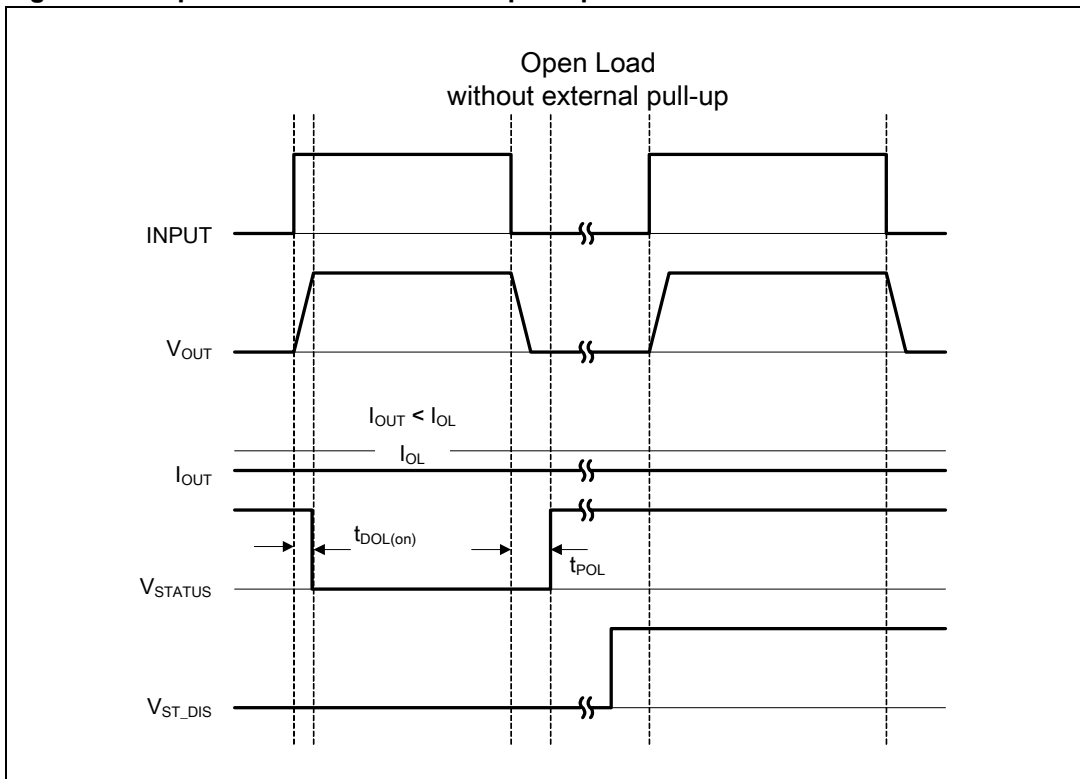 Open Load
without external pull-up
INPUT
VOUT
IOUT < IOL
IOL
IOUT
tDOL(on)
tPOL
VSTATUS
VST_DIS